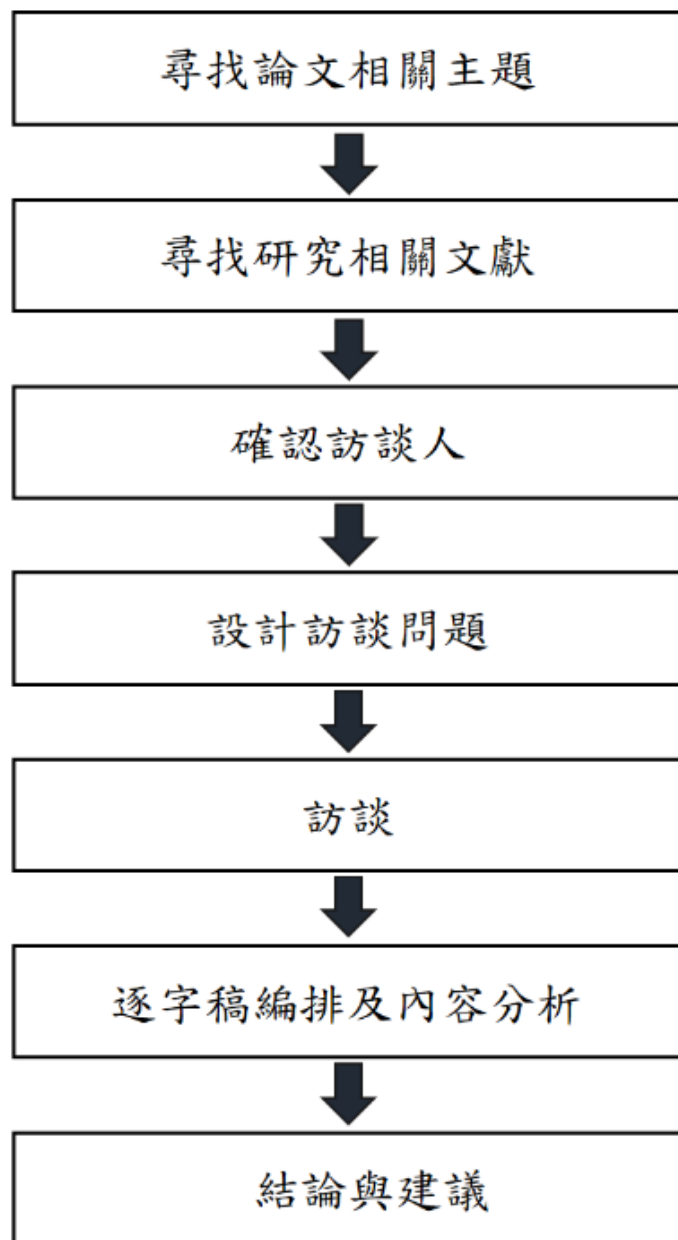 尋找論文相關主題
尋找研究相關文獻
確認訪談人
設計訪談問題
訪談
逐字稿編排及內容分析
結論與建議